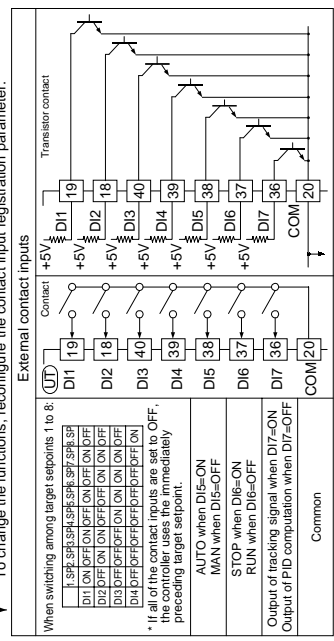 To change the functions, reconfigure the contact input registration parameter.
External contact inputs
When switching among target setpoints 1 to 8:
1.SP 2.SP 3.SP 4.SP 5.SP 6.SP 7.SP 8.SP
DI1 ON OFF ON OFF ON OFF ON OFF
DI2 OFF ON ON OFF OFF ON ON OFF
DI3 OFF OFF OFF ON ON ON ON OFF
DI4 OFF OFF OFF OFF OFF OFF OFF ON
* If all of the contact inputs are set to OFF,
the controller uses the immediately
preceding target setpoint.
AUTO when DI5=ON
MAN when DI5=OFF
STOP when DI6=ON
RUN when DI6=OFF
Output of tracking signal when DI7=ON
Output of PID computation when DI7=OFF
Common
UT
Contact
DI1 19
DI2 18
DI3 40
DI4 39
DI5 38
DI6 37
DI7 36
COM 20
Transistor contact
+5V DI1 19
+5V DI2 18
+5V DI3 40
+5V DI4 39
+5V DI5 38
+5V DI6 37
+5V DI7 36
COM 20